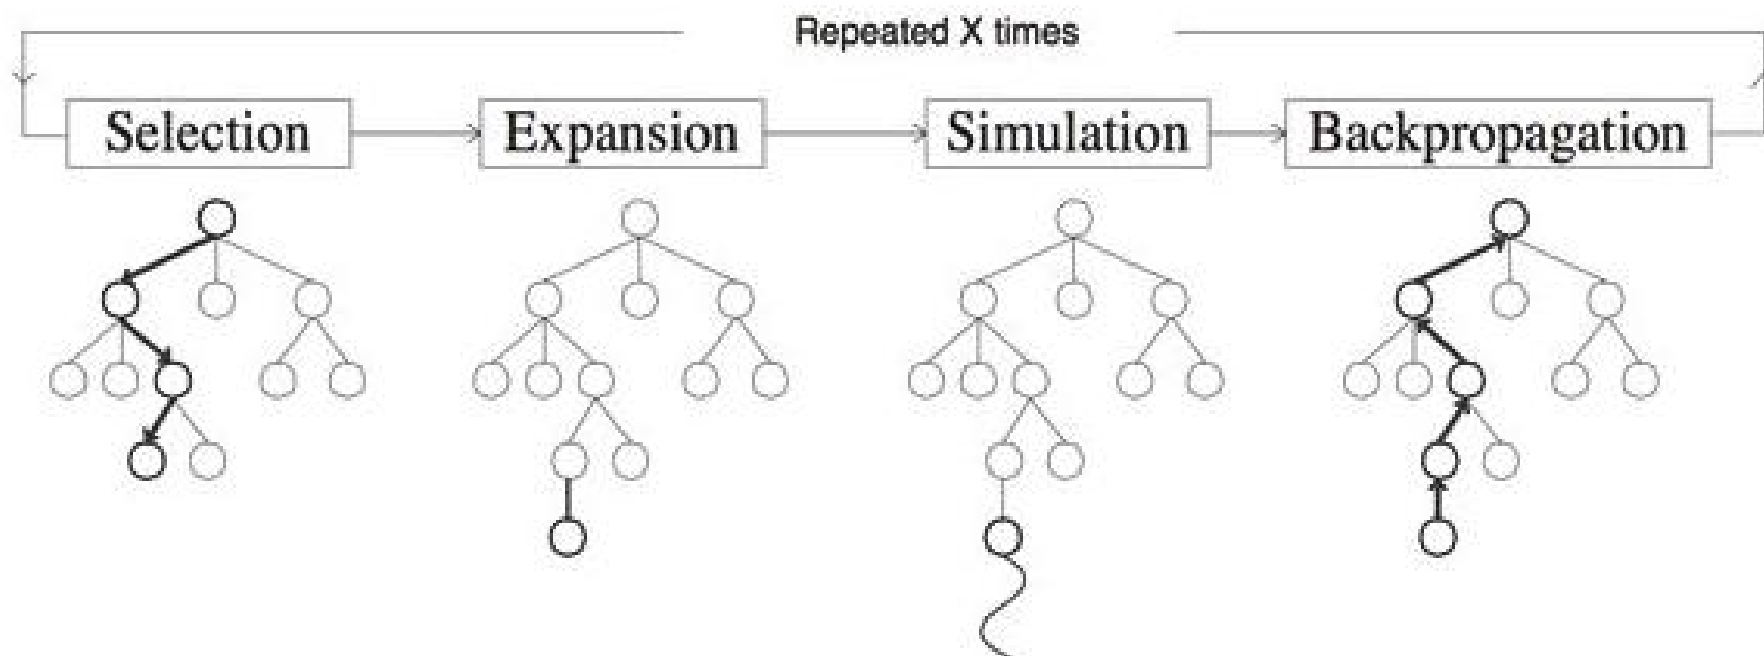 Repeated X times
Selection
Expansion
Simulation
Backpropagation